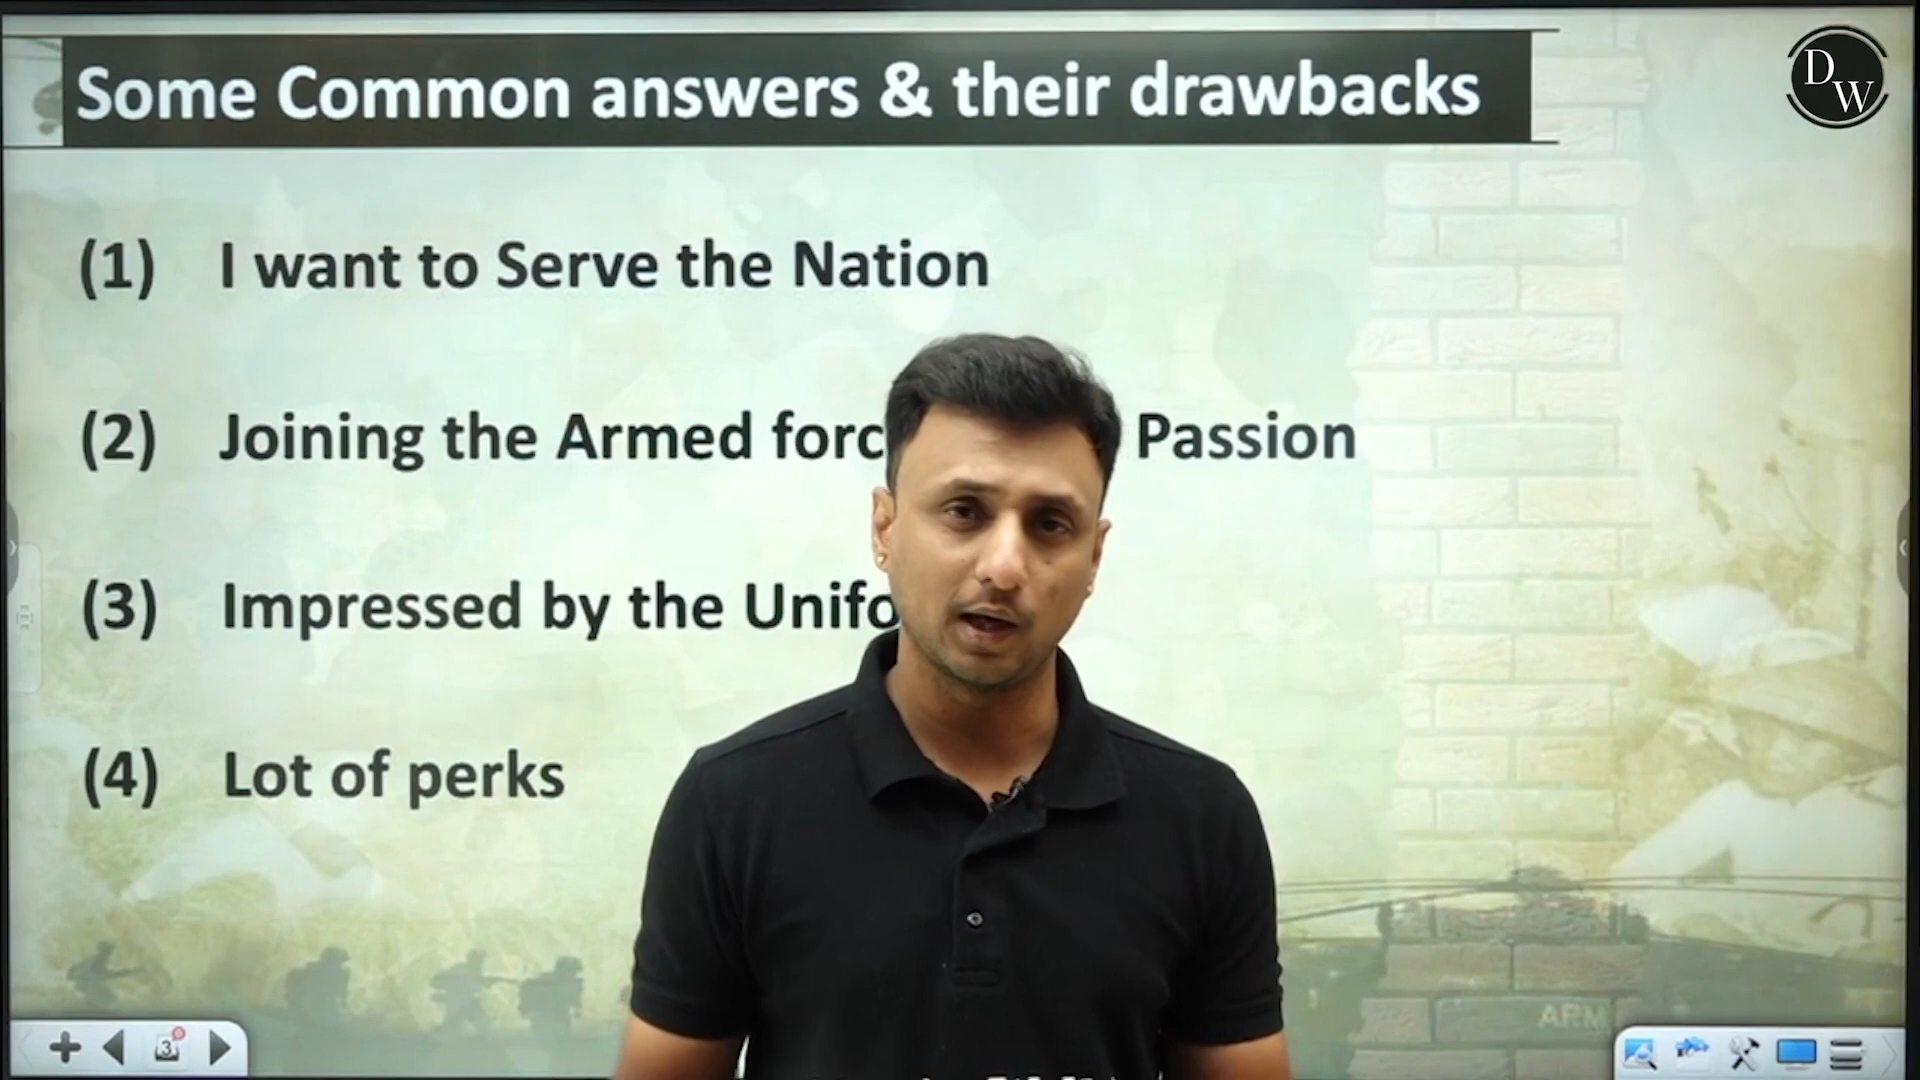 Some Common answers & their drawbacks
D
W
(1) I want to Serve the Nation
(2) Joining the Armed forc Passion
(3) Impressed by the Unifo
(4) Lot of perks
ARM
3